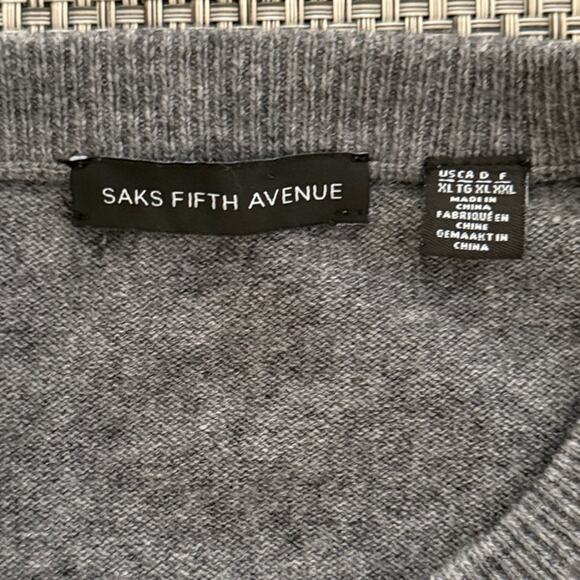 SAKS FIFTH AVENUE
US CA D F
XL TG XL XXL
MADE IN
CHINA
FABRIQUÉ EN
CHINE
GEMAAKT IN
CHINA